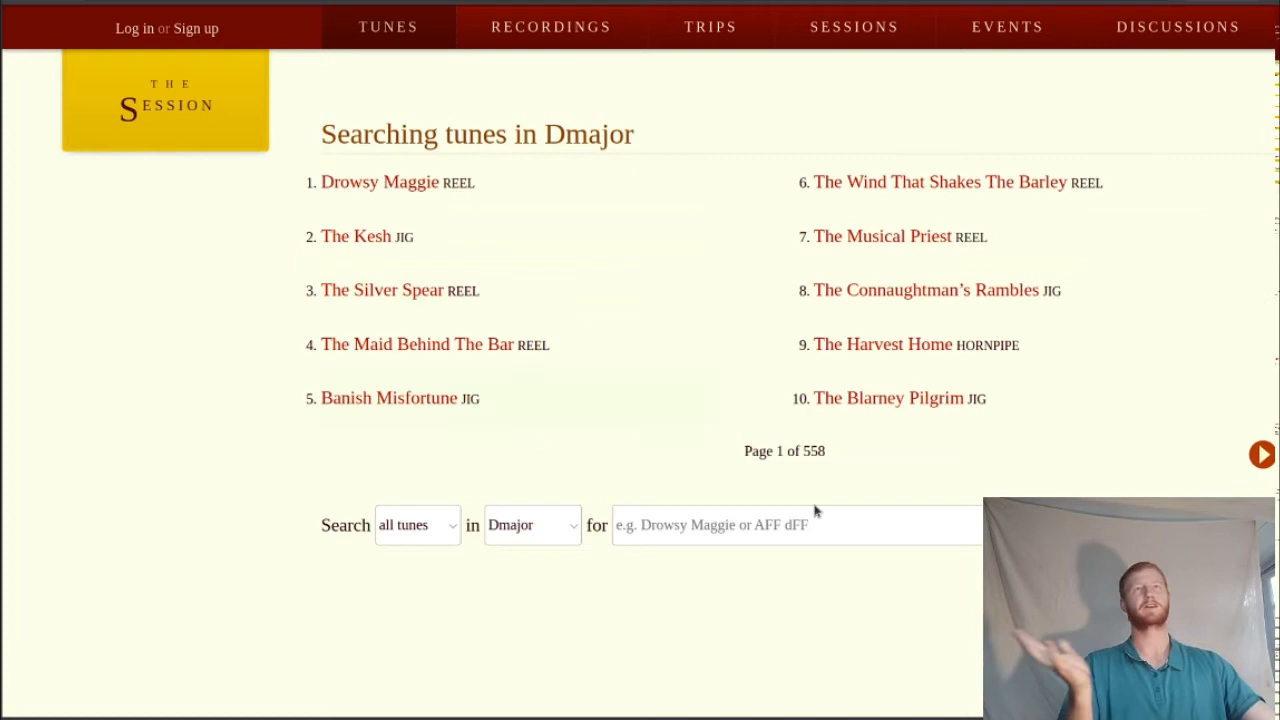 Log in or Sign up
TUNES
RECORDINGS
TRIPS
SESSIONS
EVENTS
DISCUSSIONS
THE
SESSION
Searching tunes in Dmajor
1. Drowsy Maggie REEL
2. The Kesh JIG
3. The Silver Spear REEL
4. The Maid Behind The Bar REEL
5. Banish Misfortune JIG
6. The Wind That Shakes The Barley REEL
7. The Musical Priest REEL
8. The Connaughtman’s Rambles JIG
9. The Harvest Home HORNPIPE
10. The Blarney Pilgrim JIG
Page 1 of 558
Search all tunes in Dmajor for e.g. Drowsy Maggie or AFF dFF